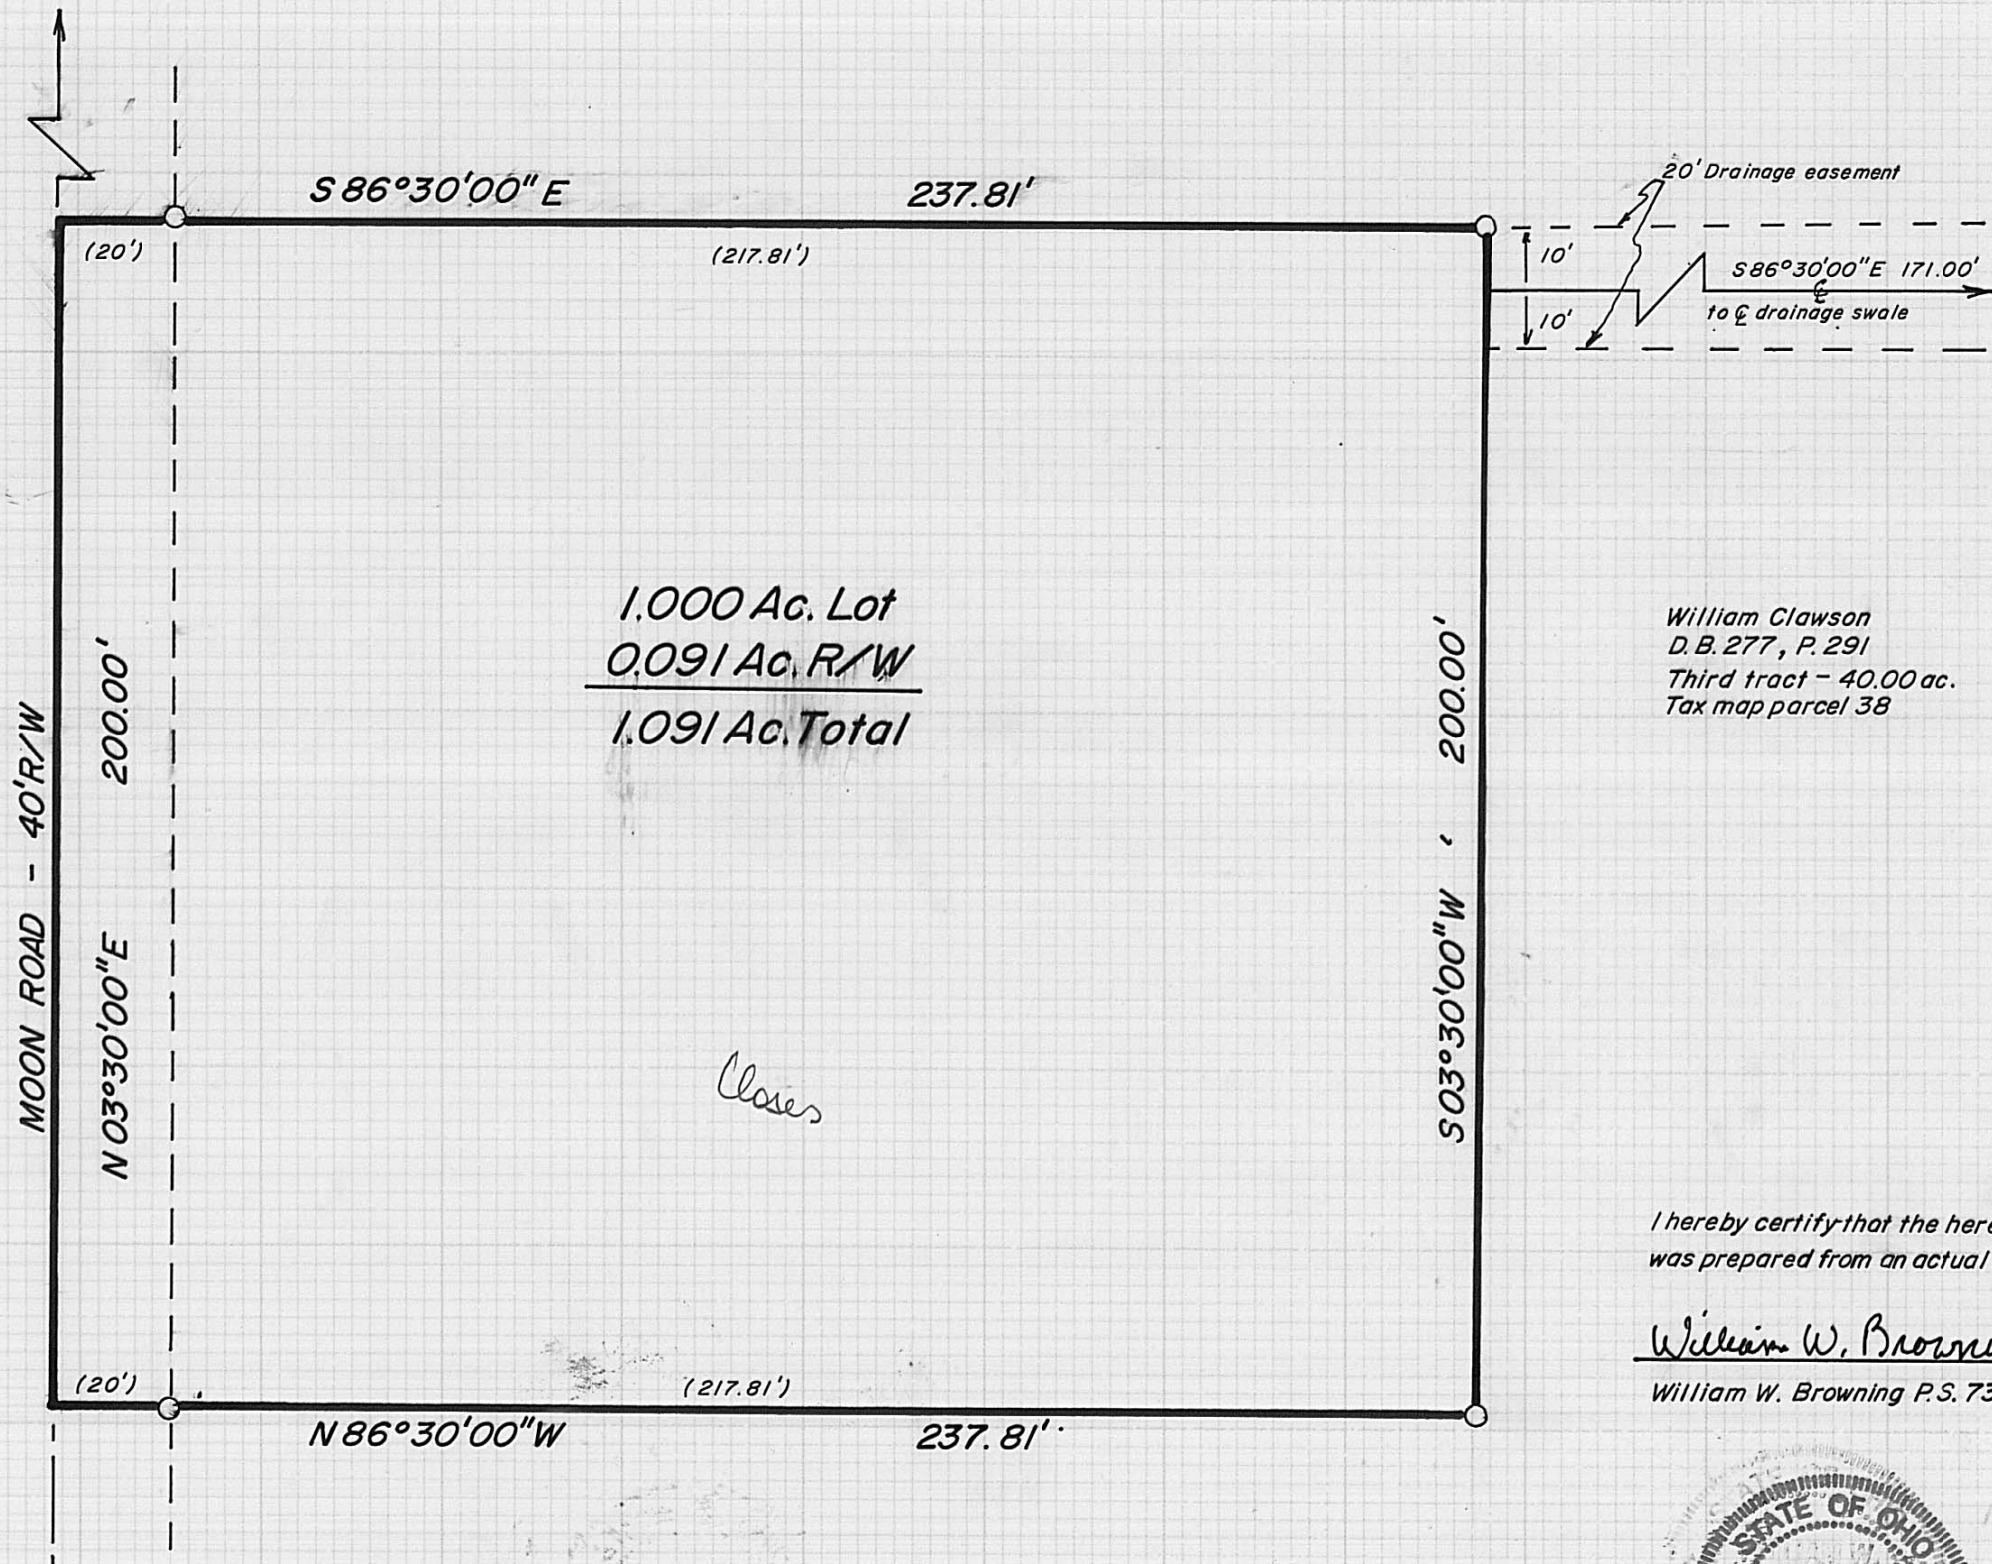 S 86°30'00" E 237.81'
(20') (217.81')
20' Drainage easement
10'
S 86°30'00" E 171.00'
℄
10'
to ℄ drainage swale
1.000 Ac. Lot
0.091 Ac. R/W
1.091 Ac. Total
MOON ROAD - 40' R/W
N 03°30'00" E 200.00'
S 03°30'00" W 200.00'
William Clawson
D.B. 277, P. 291
Third tract - 40.00 ac.
Tax map parcel 38
Closes
I hereby certify that the here
was prepared from an actual
William W. Browni
William W. Browning P.S. 73
(20') (217.81')
N 86°30'00" W 237.81'
STATE OF OHIO